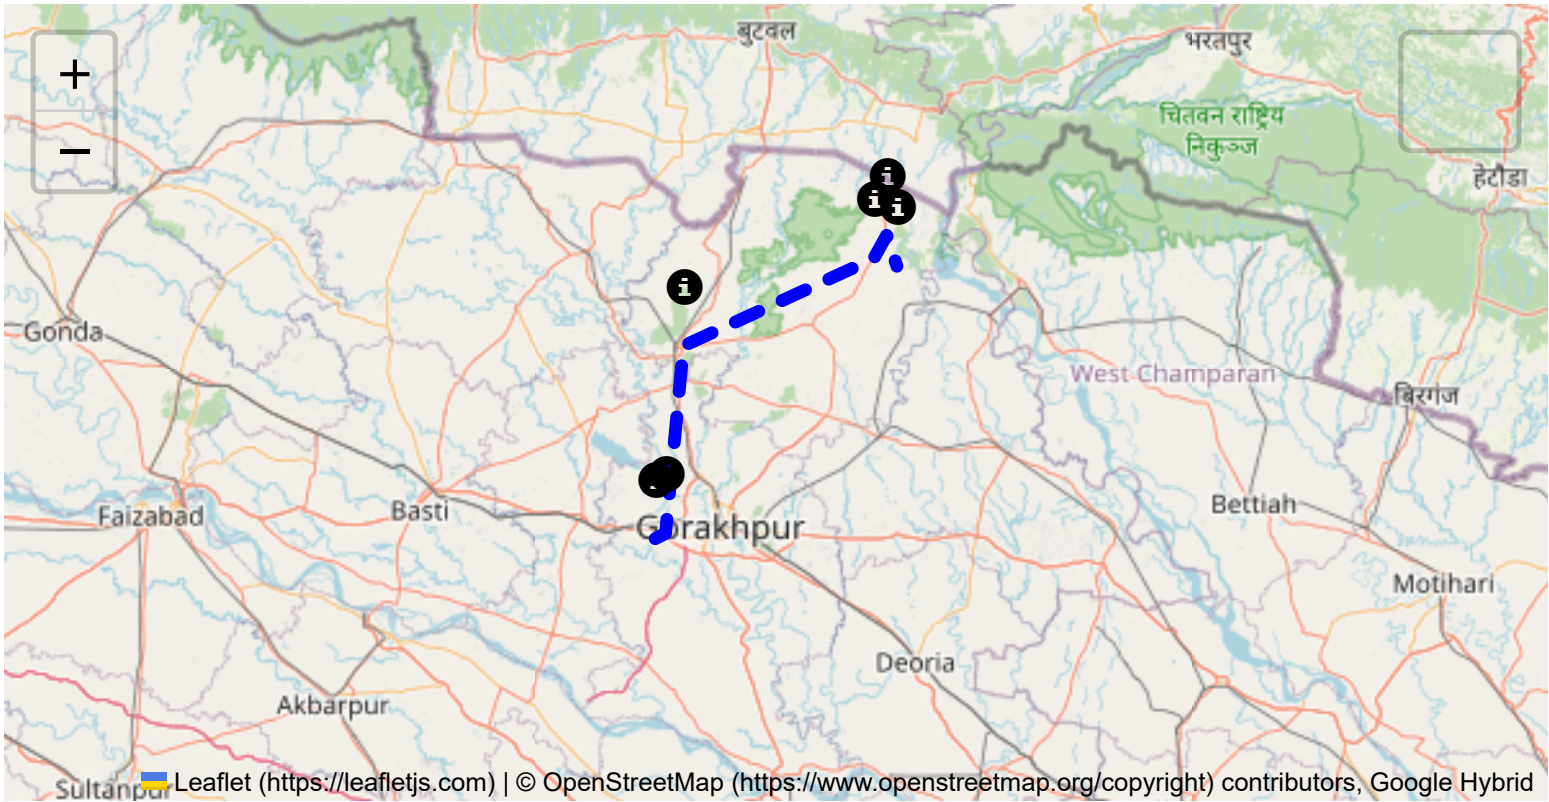 बुटवल
भरतपुर
+
−
चितवन राष्ट्रिय
निकुञ्ज
हेटौडा
i
i
i
i
Gonda
West Champaran
बिरगंज
Faizabad
Basti
Gorakhpur
Bettiah
Motihari
Deoria
Akbarpur
Sultanpur
Leaflet (https://leafletjs.com) | © OpenStreetMap (https://www.openstreetmap.org/copyright) contributors, Google Hybrid